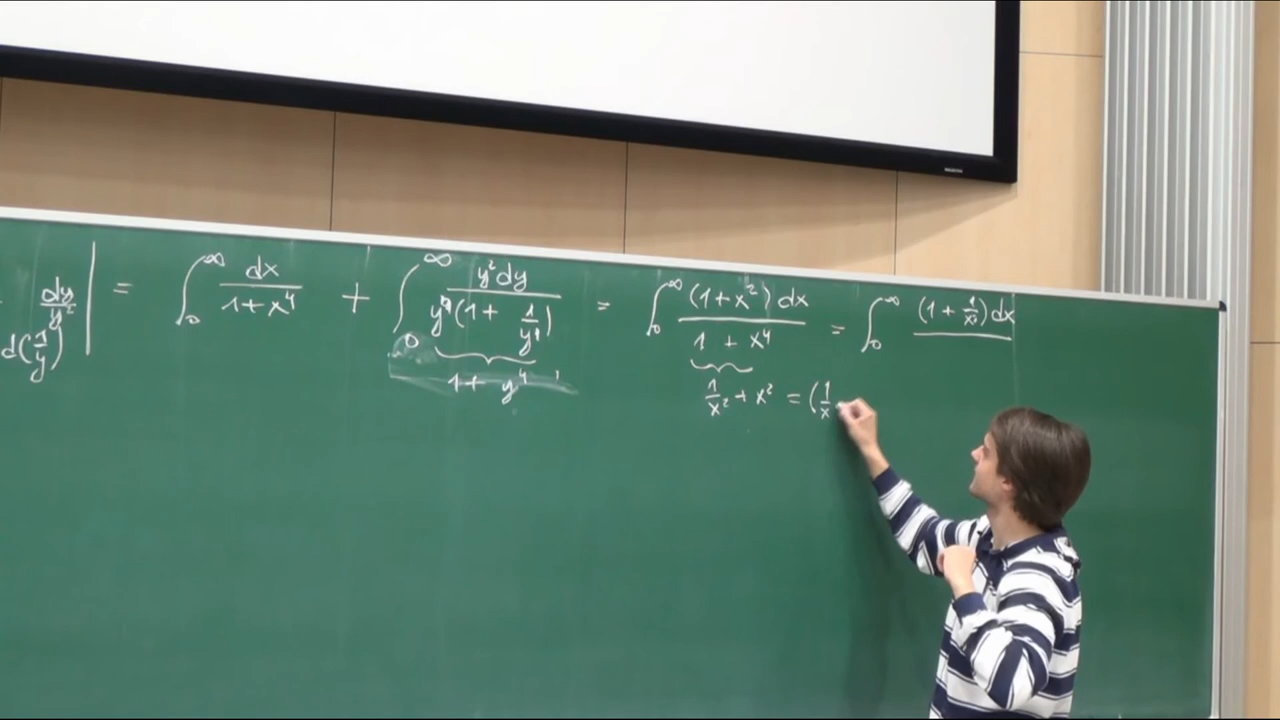 dy/y² | = ∫₀^∞ dx/(1+x⁴) + ∫₀^∞ y²dy/(y⁴(1+ 1/y⁴)) = ∫₀^∞ (1+x²)dx/(1 + x⁴) = ∫₀^∞ (1 + 1/x²)dx
d(1/y)
1+ y⁴
1/x² + x² = (1/x